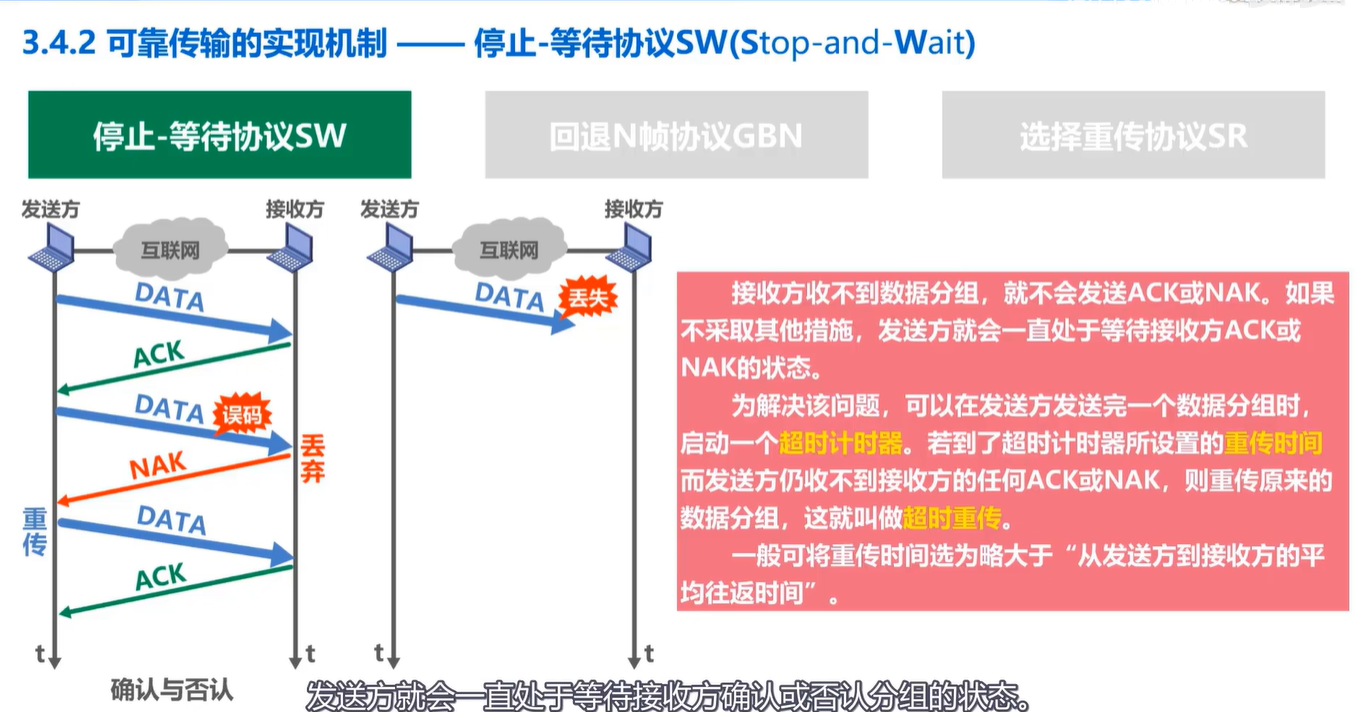 3.4.2 可靠传输的实现机制 —— 停止-等待协议SW(Stop-and-Wait)
停止-等待协议SW
回退N帧协议GBN
选择重传协议SR
发送方
接收方
互联网
DATA
ACK
DATA
误码
丢弃
NAK
重传
DATA
ACK
t
t
确认与否认
发送方
接收方
互联网
DATA
丢失
t
t
接收方收不到数据分组，就不会发送ACK或NAK。如果
不采取其他措施，发送方就会一直处于等待接收方ACK或
NAK的状态。
为解决该问题，可以在发送方发送完一个数据分组时，
启动一个超时计时器。若到了超时计时器所设置的重传时间
而发送方仍收不到接收方的任何ACK或NAK，则重传原来的
数据分组，这就叫做超时重传。
一般可将重传时间选为略大于“从发送方到接收方的平
均往返时间”。
发送方就会一直处于等待接收方确认或否认分组的状态。